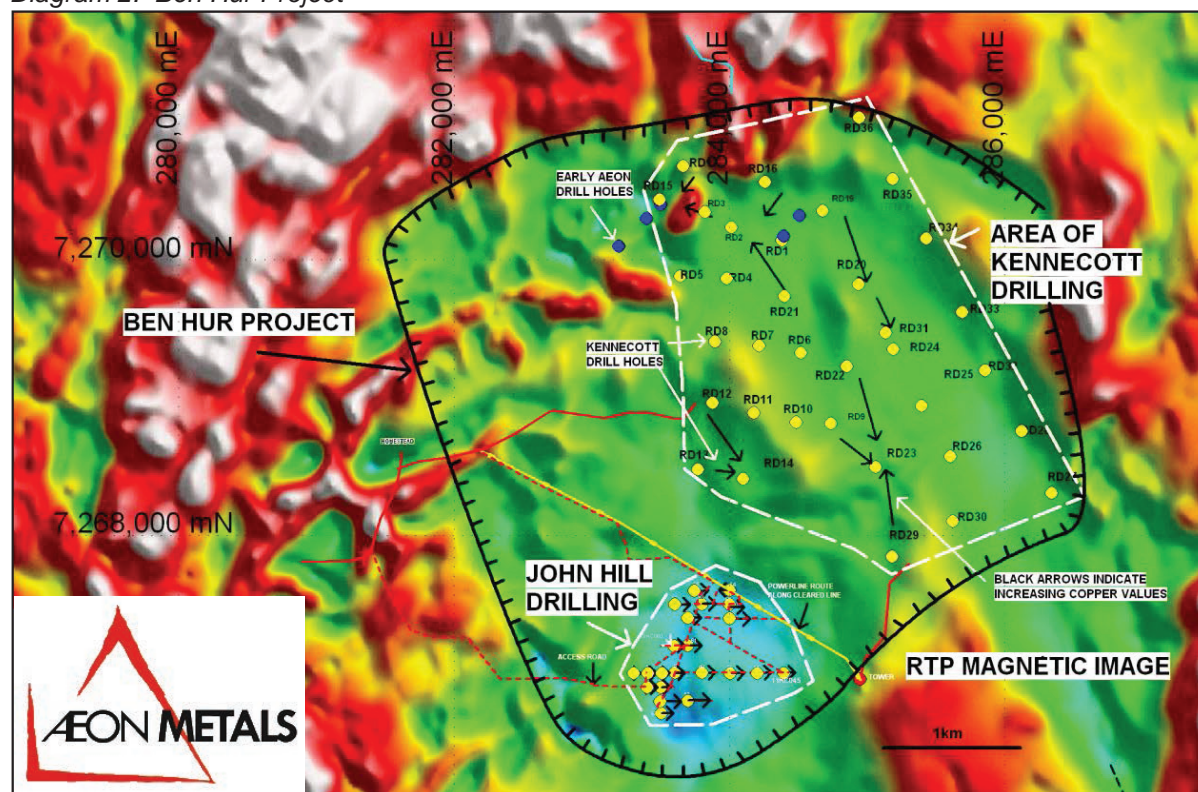 Diagram 2. Ben Hur Project
280,000 mE
282,000 mE
284,000 mE
286,000 mE
RD36
RD16
RD35
EARLY AEON
DRILL HOLES
RD15
RD3
RD19
RD2
RD34
7,270,000 mN
RD1
AREA OF
KENNECOTT
DRILLING
RD5
RD4
RD20
RD21
BEN HUR PROJECT
RD33
RD31
RD8
RD7
RD6
RD24
KENNECOTT
DRILL HOLES
RD22
RD25
RD12
RD11
RD10
RD9
HOMESTEAD
RD13
RD14
RD23
RD26
7,268,000 mN
RD30
RD29
JOHN HILL
DRILLING
POWERLINE ROUTE
ALONG CLEARED LINE
BLACK ARROWS INDICATE
INCREASING COPPER VALUES
ACCESS ROAD
TOWER
RTP MAGNETIC IMAGE
1km
ÆON METALS